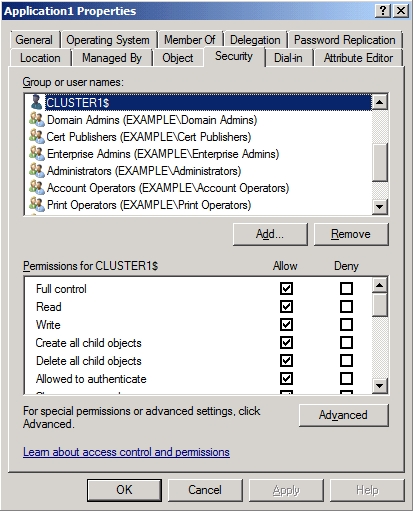 Application1 Properties
General
Operating System
Member Of
Delegation
Password Replication
Location
Managed By
Object
Security
Dial-in
Attribute Editor
Group or user names:
CLUSTER1$
Domain Admins (EXAMPLE\Domain Admins)
Cert Publishers (EXAMPLE\Cert Publishers)
Enterprise Admins (EXAMPLE\Enterprise Admins)
Administrators (EXAMPLE\Administrators)
Account Operators (EXAMPLE\Account Operators)
Print Operators (EXAMPLE\Print Operators)
Add...
Remove
Permissions for CLUSTER1$
Allow
Deny
Full control
Read
Write
Create all child objects
Delete all child objects
Allowed to authenticate
For special permissions or advanced settings, click
Advanced.
Advanced
Learn about access control and permissions
OK
Cancel
Apply
Help